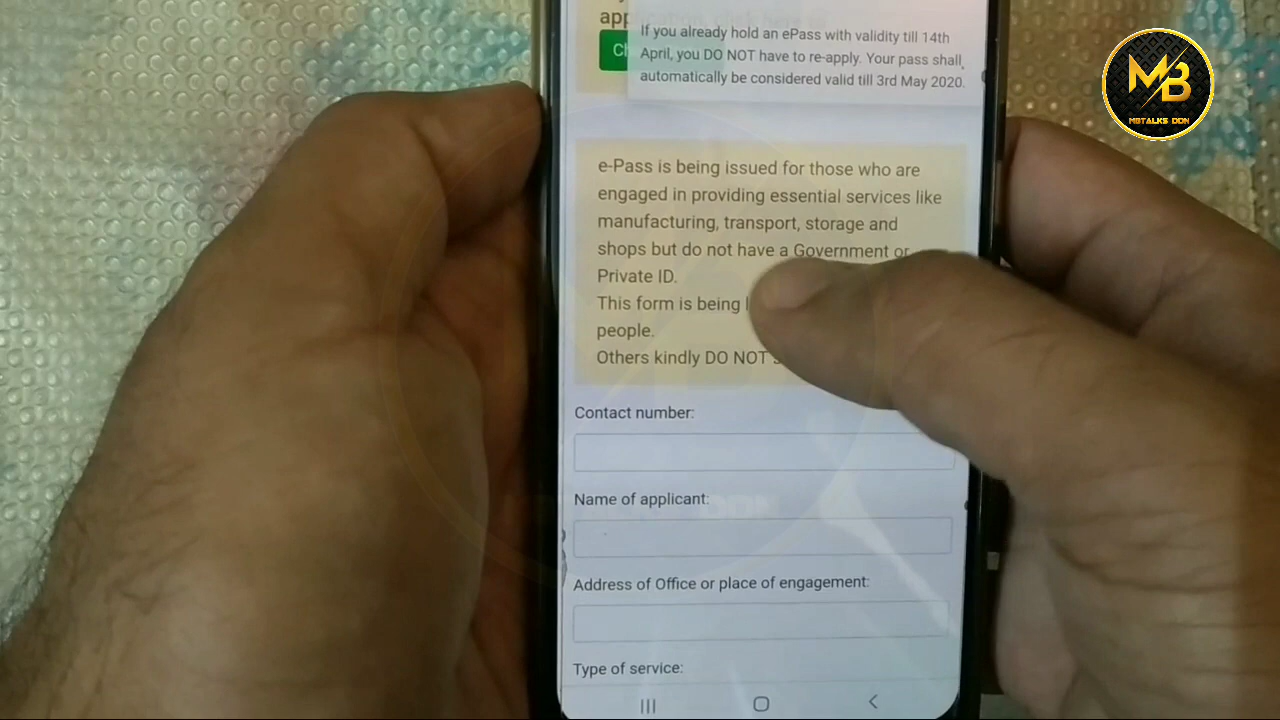 If you already hold an ePass with validity till 14th
April, you DO NOT have to re-apply. Your pass shall,
automatically be considered valid till 3rd May 2020.
e-Pass is being issued for those who are
engaged in providing essential services like
manufacturing, transport, storage and
shops but do not have a Government or
Private ID.
This form is being
people.
Others kindly DO NOT
Contact number:
Name of applicant:
Address of Office or place of engagement:
Type of service:
MB
MBTALKS DDN